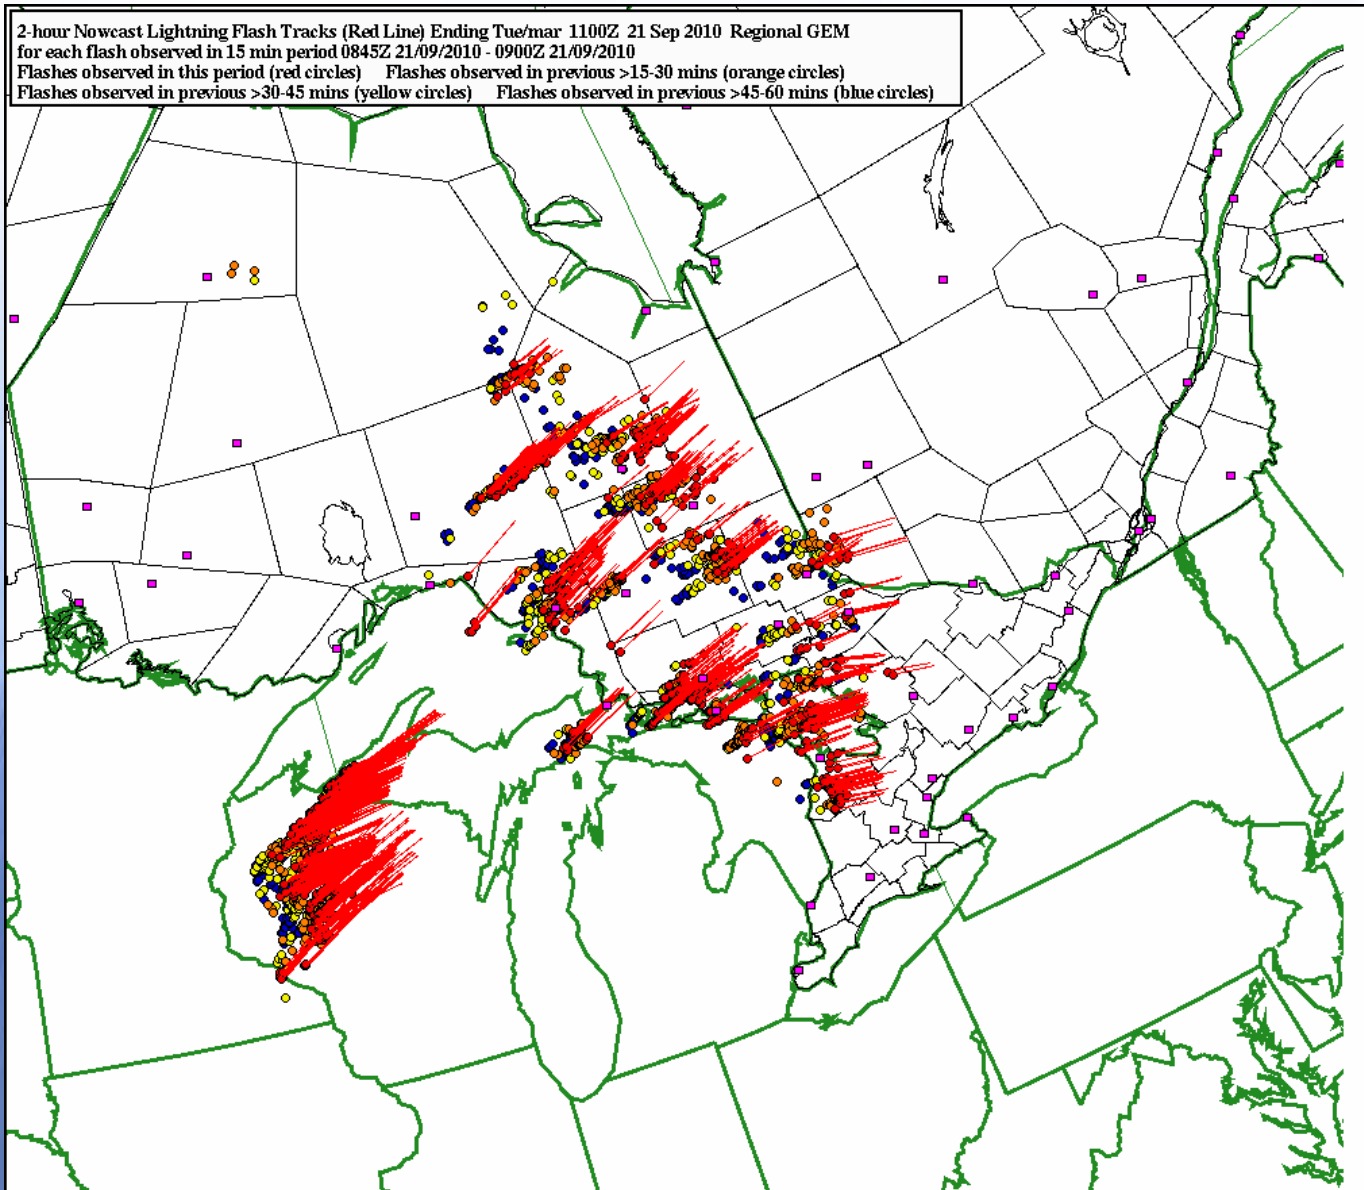 2-hour Nowcast Lightning Flash Tracks (Red Line) Ending Tue/mar 1100Z 21 Sep 2010 Regional GEM
for each flash observed in 15 min period 0845Z 21/09/2010 - 0900Z 21/09/2010
Flashes observed in this period (red circles) Flashes observed in previous >15-30 mins (orange circles)
Flashes observed in previous >30-45 mins (yellow circles) Flashes observed in previous >45-60 mins (blue circles)